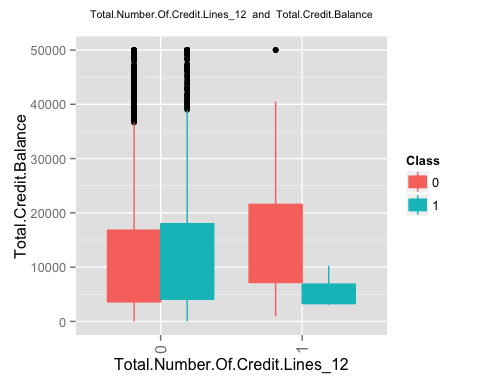 Total.Number.Of.Credit.Lines_12 and Total.Credit.Balance
50000
40000
30000
20000
10000
0
Total.Credit.Balance
0
1
Total.Number.Of.Credit.Lines_12
Class
0
1